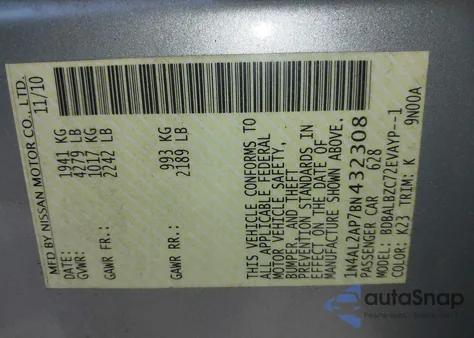 MFD BY NISSAN MOTOR CO., LTD.
DATE: 11/10
GVWR: 1941 KG
4279 LB
GAWR FR.: 1017 KG
2242 LB
GAWR RR.: 993 KG
2189 LB
THIS VEHICLE CONFORMS TO
ALL APPLICABLE FEDERAL
MOTOR VEHICLE SAFETY,
BUMPER, AND THEFT
PREVENTION STANDARDS IN
EFFECT ON THE DATE OF
MANUFACTURE SHOWN ABOVE.
1N4AL2AP7BN432308
PASSENGER CAR 628
MODEL: BDBALBZC72EVAYP--1
COLOR: K23 TRIM: K 9N00A
autaSnap